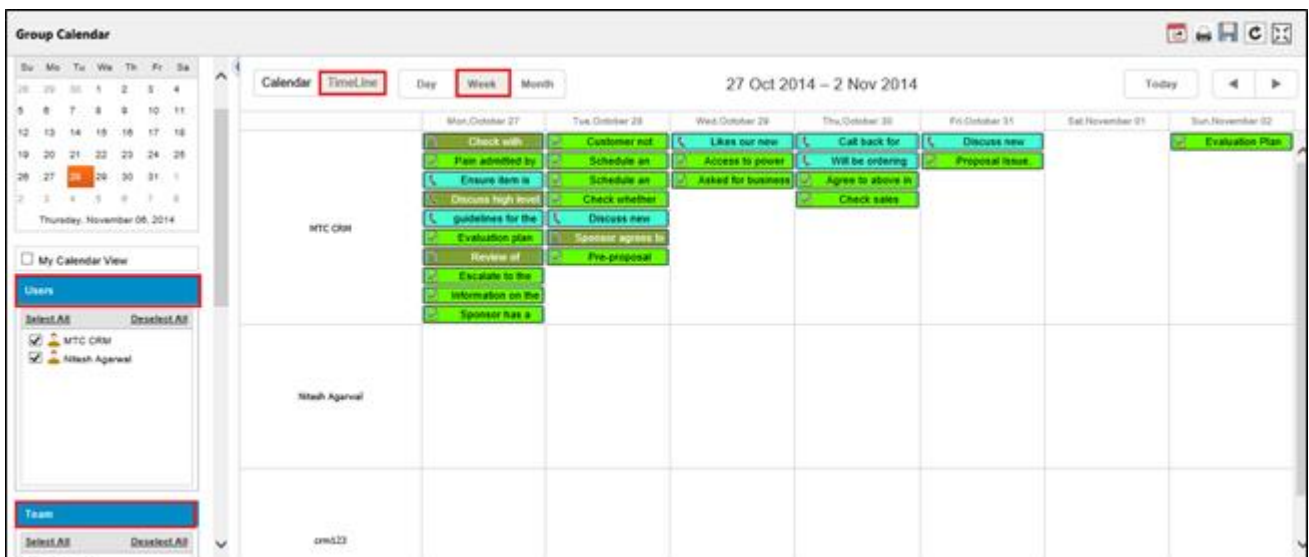 Group Calendar
Su Mo Tu We Th Fr Sa
28 29 30 1 2 3 4
5 6 7 8 9 10 11
12 13 14 15 16 17 18
19 20 21 22 23 24 25
26 27 28 29 30 31 1
2 3 4 5 6 7 8
Thursday, November 06, 2014
My Calendar View
Users
Select All Deselect All
MTC CRM
Nitesh Agarwal
Team
Select All Deselect All
Calendar TimeLine Day Week Month 27 Oct 2014 – 2 Nov 2014 Today
Mon,October 27 Tue,October 28 Wed,October 29 Thu,October 30 Fri,October 31 Sat,November 01 Sun,November 02
MTC CRM
Check with
Pain admitted by
Ensure item is
Discuss high level
guidelines for the
Evaluation plan
Review of
Escalate to the
Information on the
Sponsor has a
Customer not
Schedule an
Schedule an
Check whether
Discuss new
Sponsor agrees to
Pre-proposal
Likes our new
Access to power
Asked for business
Call back for
Will be ordering
Agree to above in
Check sales
Discuss new
Proposal Issue.
Evaluation Plan
Nitesh Agarwal
crm123